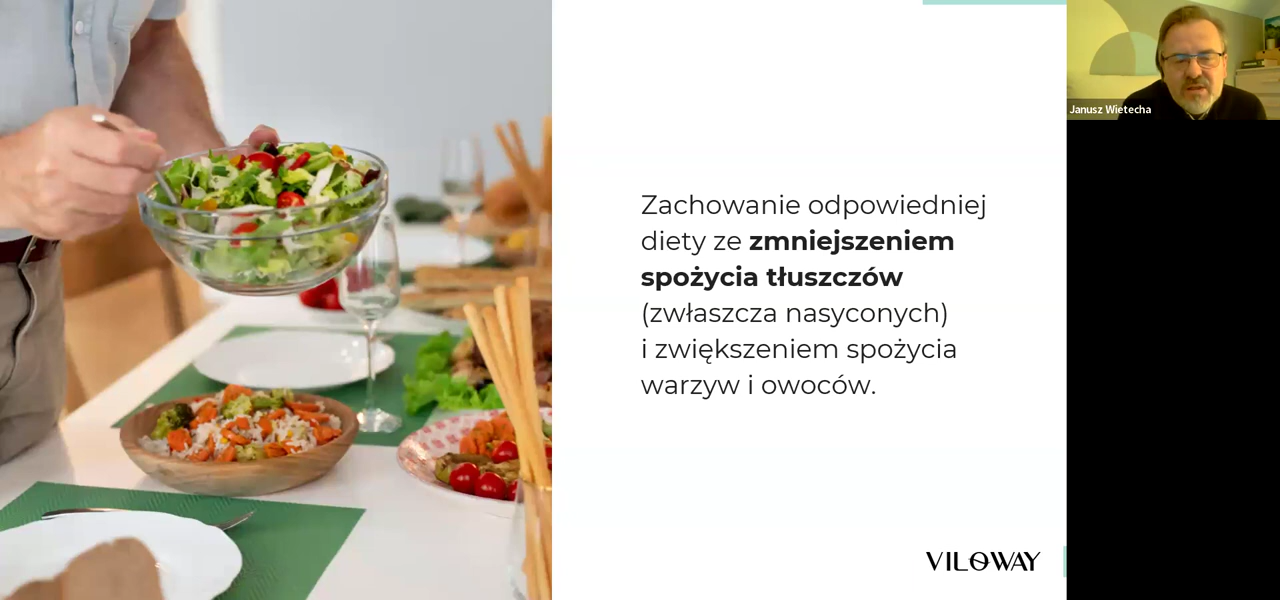 Janusz Wietecha
Zachowanie odpowiedniej
diety ze zmniejszeniem
spożycia tłuszczów
(zwłaszcza nasyconych)
i zwiększeniem spożycia
warzyw i owoców.
VILOWAY